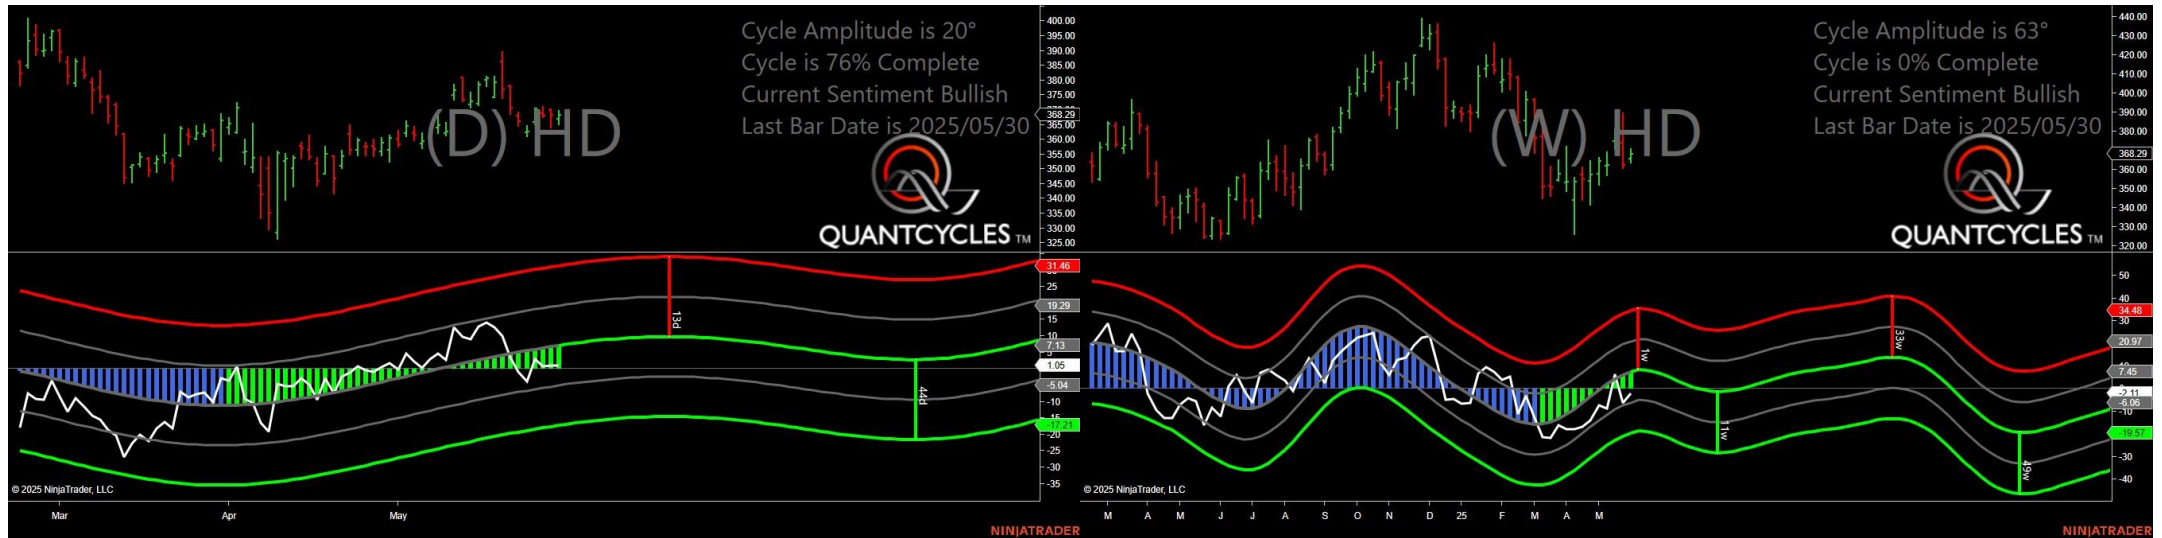 Cycle Amplitude is 20°
Cycle is 76% Complete
Current Sentiment Bullish
Last Bar Date is 2025/05/30
(D) HD
QUANTCYCLES TM
400.00
395.00
390.00
385.00
380.00
375.00
370.00
368.29
365.00
360.00
355.00
350.00
345.00
340.00
335.00
330.00
325.00
31.46
25
19.29
15
10
7.13
5
1.05
-5.04
-10
-15
-17.21
-20
-25
-30
-35
13d
44d
© 2025 NinjaTrader, LLC
Mar
Apr
May
NINJATRADER
Cycle Amplitude is 63°
Cycle is 0% Complete
Current Sentiment Bullish
Last Bar Date is 2025/05/30
(W) HD
QUANTCYCLES TM
440.00
430.00
420.00
410.00
400.00
390.00
380.00
368.29
360.00
350.00
340.00
330.00
320.00
50
40
34.48
30
20.97
10
7.45
0
-2.11
-6.06
-10
-19.57
-30
-40
1w
11w
33w
49w
© 2025 NinjaTrader, LLC
M A M J J A S O N D 25 F M A M
NINJATRADER